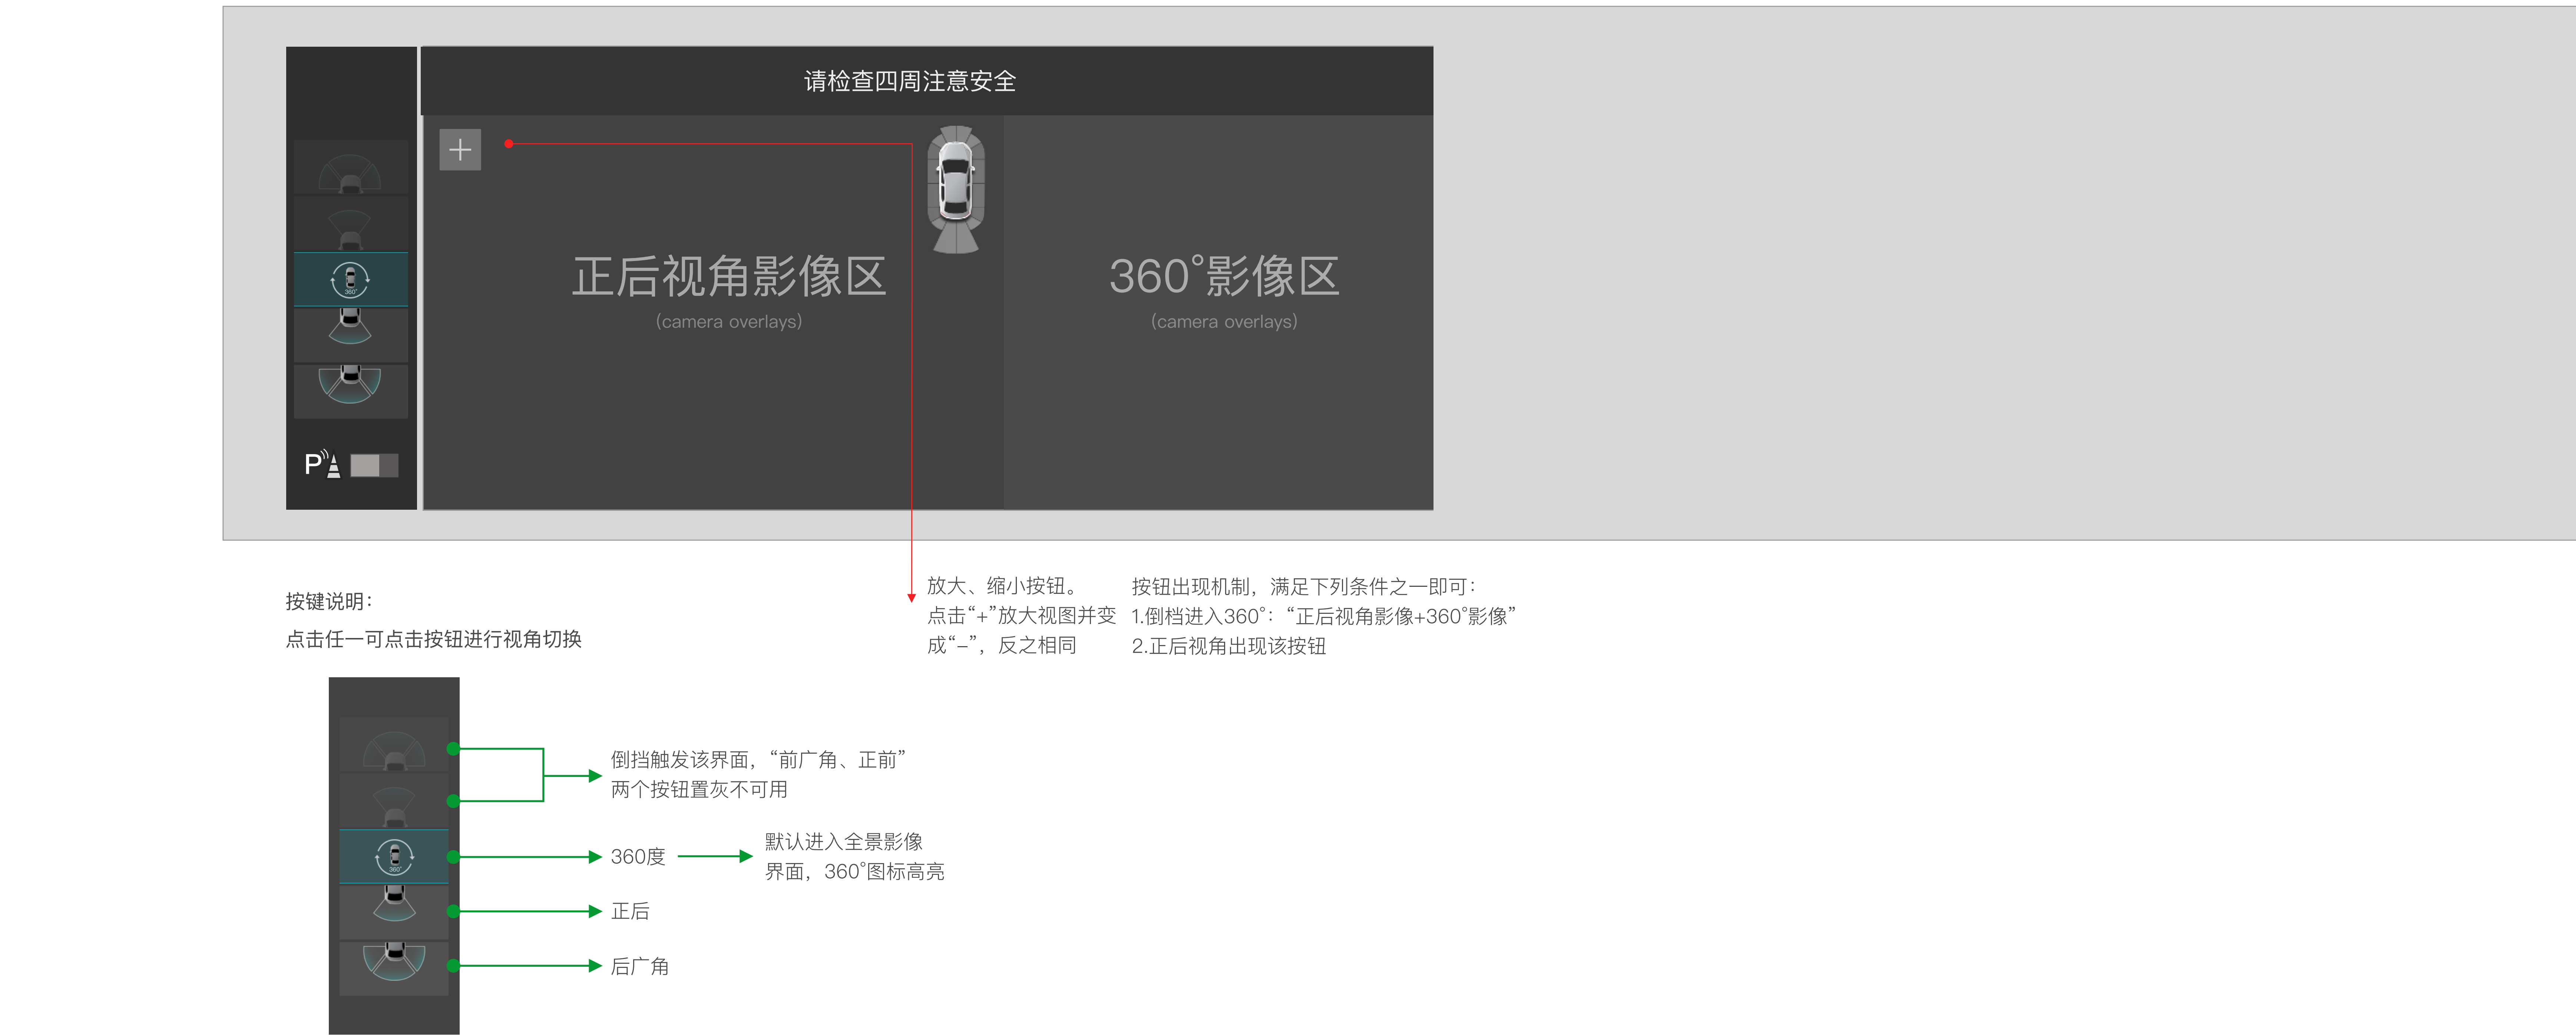 请检查四周注意安全
正后视角影像区
(camera overlays)
360°影像区
(camera overlays)
360°
P
按键说明：
点击任一可点击按钮进行视角切换
放大、缩小按钮。
点击“+”放大视图并变
成“–”，反之相同
按钮出现机制，满足下列条件之一即可：
1.倒档进入360°：“正后视角影像+360°影像”
2.正后视角出现该按钮
倒挡触发该界面，“前广角、正前”
两个按钮置灰不可用
360°
360度
默认进入全景影像
界面，360°图标高亮
正后
后广角